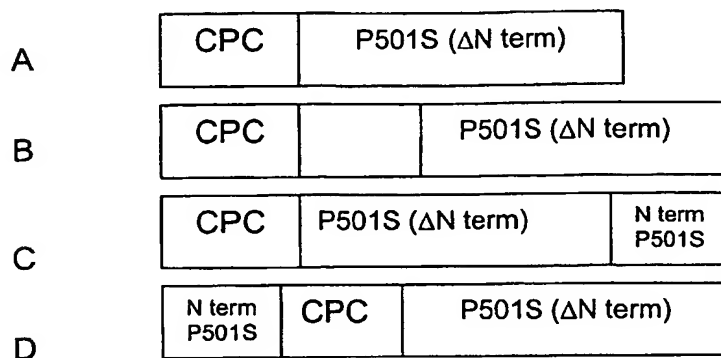 A CPC P501S (ΔN term)
B CPC P501S (ΔN term)
C CPC P501S (ΔN term) N term P501S
D N term P501S CPC P501S (ΔN term)